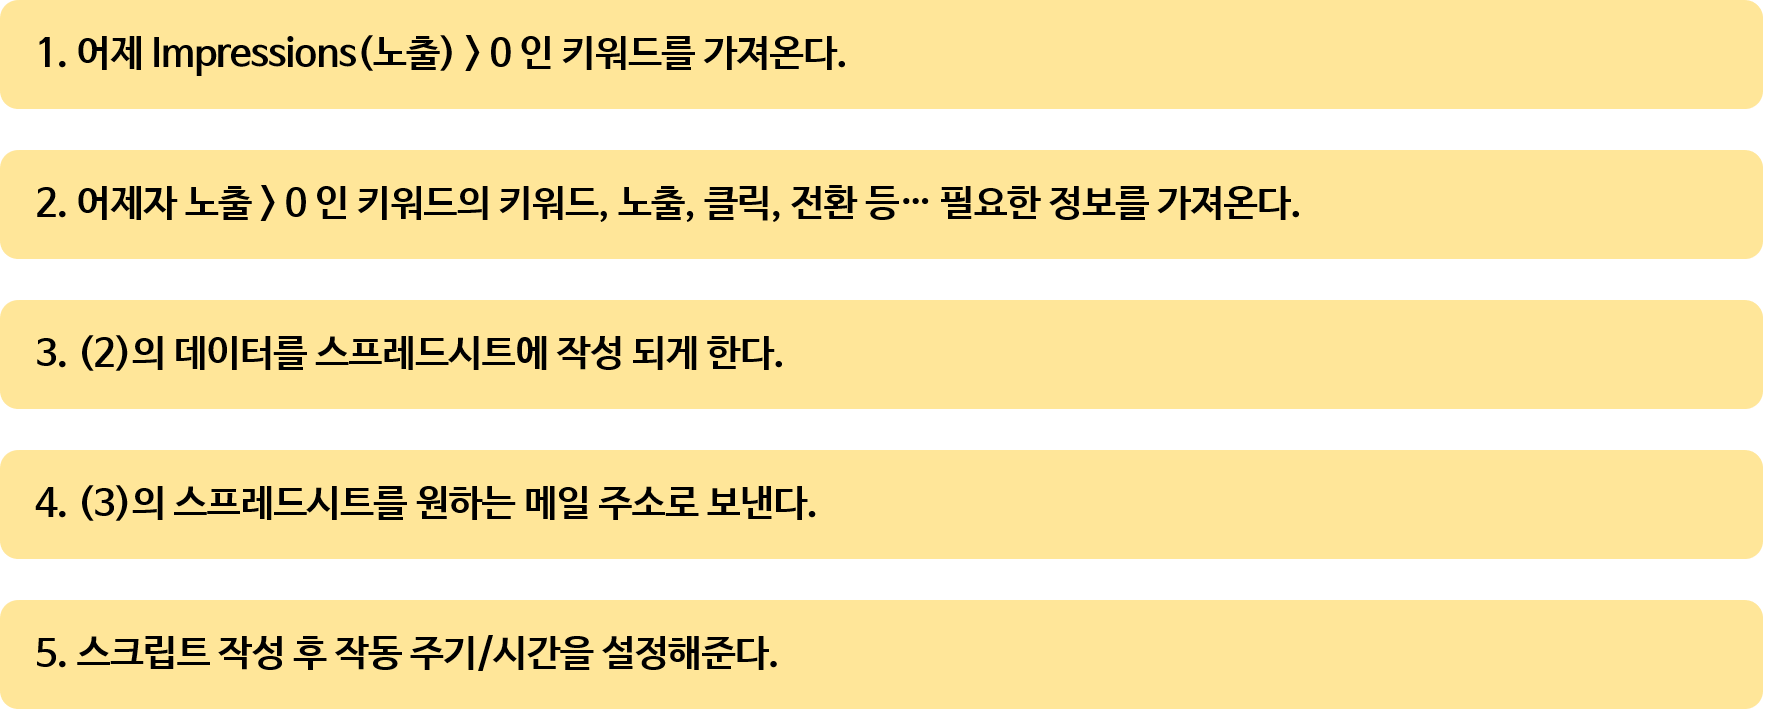 1. 어제 Impressions(노출) > 0 인 키워드를 가져온다.
2. 어제자 노출 > 0 인 키워드의 키워드, 노출, 클릭, 전환 등… 필요한 정보를 가져온다.
3. (2)의 데이터를 스프레드시트에 작성 되게 한다.
4. (3)의 스프레드시트를 원하는 메일 주소로 보낸다.
5. 스크립트 작성 후 작동 주기/시간을 설정해준다.